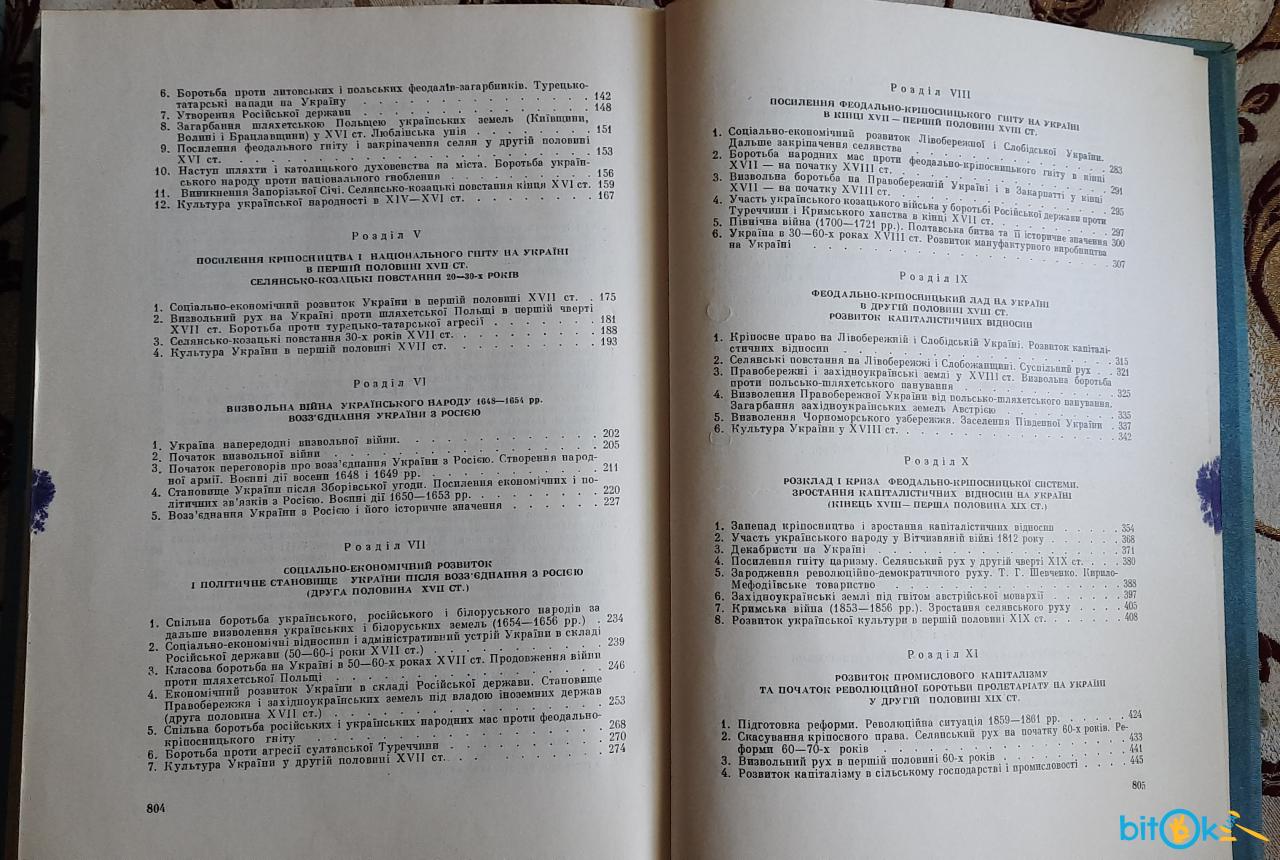 6. Боротьба проти литовських і польських феодалів-загарбників. Турецько-
татарські напади на Україну . . . . . . . . . . . . . . . 142
7. Утворення Російської держави . . . . . . . . . . . . . . 148
8. Загарбання шляхетською Польщею українських земель (Київщини,
Волині і Брацлавщини) у XVI ст. Люблінська унія . . . . . . . 151
9. Посилення феодального гніту і закріпачення селян у другій половині
XVI ст. . . . . . . . . . . . . . . . . . . . . . . 153
10. Наступ шляхти і католицького духовенства на міста. Боротьба україн-
ського народу проти національного гноблення . . . . . . . . . 156
11. Виникнення Запорізької Січі. Селянсько-козацькі повстання кінця XVI ст. 159
12. Культура української народності в XIV—XVI ст. . . . . . . . . 167
Розділ V
ПОСИЛЕННЯ КРІПОСНИЦТВА І НАЦІОНАЛЬНОГО ГНІТУ НА УКРАЇНІ
В ПЕРШІЙ ПОЛОВИНІ XVII СТ.
СЕЛЯНСЬКО-КОЗАЦЬКІ ПОВСТАННЯ 20—30-х РОКІВ
1. Соціально-економічний розвиток України в першій половині XVII ст. . 175
2. Визвольний рух на Україні проти шляхетської Польщі в першій чверті
XVII ст. Боротьба проти турецько-татарської агресії . . . . . . . 181
3. Селянсько-козацькі повстання 30-х років XVII ст. . . . . . . . . 188
4. Культура України в першій половині XVII ст. . . . . . . . . . 193
Розділ VI
ВИЗВОЛЬНА ВІЙНА УКРАЇНСЬКОГО НАРОДУ 1648—1654 рр.
ВОЗЗ'ЄДНАННЯ УКРАЇНИ З РОСІЄЮ
1. Україна напередодні визвольної війни. . . . . . . . . . . . 202
2. Початок визвольної війни . . . . . . . . . . . . . . . 205
3. Початок переговорів про возз'єднання України з Росією. Створення народ-
ної армії. Воєнні дії восени 1648 і 1649 рр. . . . . . . . . . 211
4. Становище України після Зборівської угоди. Посилення економічних і по-
літичних зв'язків з Росією. Воєнні дії 1650—1653 рр. . . . . . . . 220
5. Возз'єднання України з Росією і його історичне значення . . . . . . 227
Розділ VII
СОЦІАЛЬНО-ЕКОНОМІЧНИЙ РОЗВИТОК
І ПОЛІТИЧНЕ СТАНОВИЩЕ УКРАЇНИ ПІСЛЯ ВОЗЗ'ЄДНАННЯ З РОСІЄЮ
(ДРУГА ПОЛОВИНА XVII СТ.)
1. Спільна боротьба українського, російського і білоруського народів за
дальше визволення українських і білоруських земель (1654—1656 рр.) . 234
2. Соціально-економічні відносини і адміністративний устрій України в складі
Російської держави (50—60-і роки XVII ст.) . . . . . . . . . 239
3. Класова боротьба на Україні в 50—60-х роках XVII ст. Продовження війни
проти шляхетської Польщі . . . . . . . . . . . . . . . 246
4. Економічний розвиток України в складі Російської держави. Становище
Правобережжя і західноукраїнських земель під владою іноземних держав
(друга половина XVII ст.) . . . . . . . . . . . . . . . 253
5. Спільна боротьба російських і українських народних мас проти феодально-
кріпосницького гніту . . . . . . . . . . . . . . . . . 268
6. Боротьба проти агресії султанської Туреччини . . . . . . . . . 270
7. Культура України у другій половині XVII ст. . . . . . . . . . 274
804
Розділ VIII
ПОСИЛЕННЯ ФЕОДАЛЬНО-КРІПОСНИЦЬКОГО ГНІТУ НА УКРАЇНІ
В КІНЦІ XVII — ПЕРШІЙ ПОЛОВИНІ XVIII СТ.
1. Соціально-економічний розвиток Лівобережної і Слобідської України.
Дальше закріпачення селянства . . . . . . . . . . . . . 283
2. Боротьба народних мас проти феодально-кріпосницького гніту в кінці
XVII — на початку XVIII ст. . . . . . . . . . . . . . . 291
3. Визвольна боротьба на Правобережній Україні і в Закарпатті у кінці
XVII — на початку XVIII ст. . . . . . . . . . . . . . . 295
4. Участь українського козацького війська у боротьбі Російської держави проти
Туреччини і Кримського ханства в кінці XVII ст. . . . . . . . . 297
5. Північна війна (1700—1721 рр.). Полтавська битва та її історичне значення 300
6. Україна в 30—60-х роках XVIII ст. Розвиток мануфактурного виробництва
на Україні . . . . . . . . . . . . . . . . . . . . 307
Розділ IX
ФЕОДАЛЬНО-КРІПОСНИЦЬКИЙ ЛАД НА УКРАЇНІ
В ДРУГІЙ ПОЛОВИНІ XVIII СТ.
РОЗВИТОК КАПІТАЛІСТИЧНИХ ВІДНОСИН
1. Кріпосне право на Лівобережній і Слобідській Україні. Розвиток капіталі-
стичних відносин . . . . . . . . . . . . . . . . . . 315
2. Селянські повстання на Лівобережжі і Слобожанщині. Суспільний рух . . 321
3. Правобережні і західноукраїнські землі у XVIII ст. Визвольна боротьба
проти польсько-шляхетського панування . . . . . . . . . . . 325
4. Визволення Правобережної України від польсько-шляхетського панування.
Загарбання західноукраїнських земель Австрією . . . . . . . . . 335
5. Визволення Чорноморського узбережжя. Заселення Південної України . 337
6. Культура України у XVIII ст. . . . . . . . . . . . . . . 342
Розділ X
РОЗКЛАД І КРИЗА ФЕОДАЛЬНО-КРІПОСНИЦЬКОЇ СИСТЕМИ.
ЗРОСТАННЯ КАПІТАЛІСТИЧНИХ ВІДНОСИН НА УКРАЇНІ
(КІНЕЦЬ XVIII — ПЕРША ПОЛОВИНА XIX СТ.)
1. Занепад кріпосництва і зростання капіталістичних відносин . . . . . 354
2. Участь українського народу у Вітчизняній війні 1812 року . . . . . . 368
3. Декабристи на Україні . . . . . . . . . . . . . . . . 371
4. Посилення гніту царизму. Селянський рух у другій чверті XIX ст. . . . 380
5. Зародження революційно-демократичного руху. Т. Г. Шевченко. Кирило-
Мефодіївське товариство . . . . . . . . . . . . . . . 388
6. Західноукраїнські землі під гнітом австрійської монархії . . . . . . 397
7. Кримська війна (1853—1856 рр.). Зростання селянського руху . . . . 405
8. Розвиток української культури в першій половині XIX ст. . . . . . . 408
Розділ XI
РОЗВИТОК ПРОМИСЛОВОГО КАПІТАЛІЗМУ
ТА ПОЧАТОК РЕВОЛЮЦІЙНОЇ БОРОТЬБИ ПРОЛЕТАРІАТУ НА УКРАЇНІ
У ДРУГІЙ ПОЛОВИНІ XIX СТ.
1. Підготовка реформи. Революційна ситуація 1859—1861 рр. . . . . . 424
2. Скасування кріпосного права. Селянський рух на початку 60-х років. Ре-
форми 60—70-х років . . . . . . . . . . . . . . . . 433
3. Визвольний рух в першій половині 60-х років . . . . . . . . . 441
4. Розвиток капіталізму в сільському господарстві і промисловості . . . . 445
805
bitok